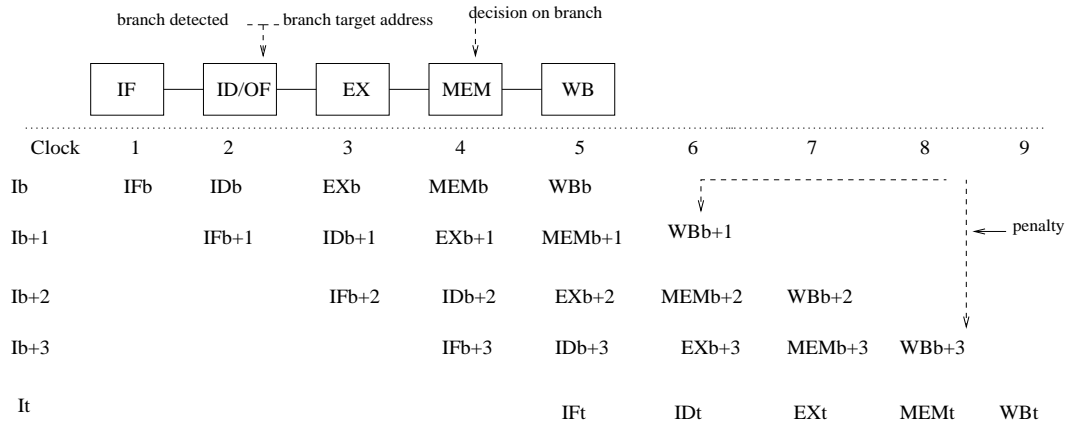 branch detected branch target address decision on branch
IF ID/OF EX MEM WB
Clock 1 2 3 4 5 6 7 8 9
Ib IFb IDb EXb MEMb WBb
Ib+1 IFb+1 IDb+1 EXb+1 MEMb+1 WBb+1 penalty
Ib+2 IFb+2 IDb+2 EXb+2 MEMb+2 WBb+2
Ib+3 IFb+3 IDb+3 EXb+3 MEMb+3 WBb+3
It IFt IDt EXt MEMt WBt